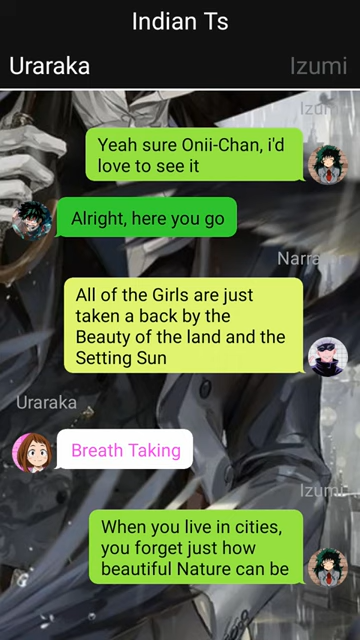 Indian Ts
Uraraka Izumi
Izumi
Yeah sure Onii-Chan, i'd
love to see it
Alright, here you go
Narrater
All of the Girls are just
taken a back by the
Beauty of the land and the
Setting Sun
Uraraka
Breath Taking
Izumi
When you live in cities,
you forget just how
beautiful Nature can be